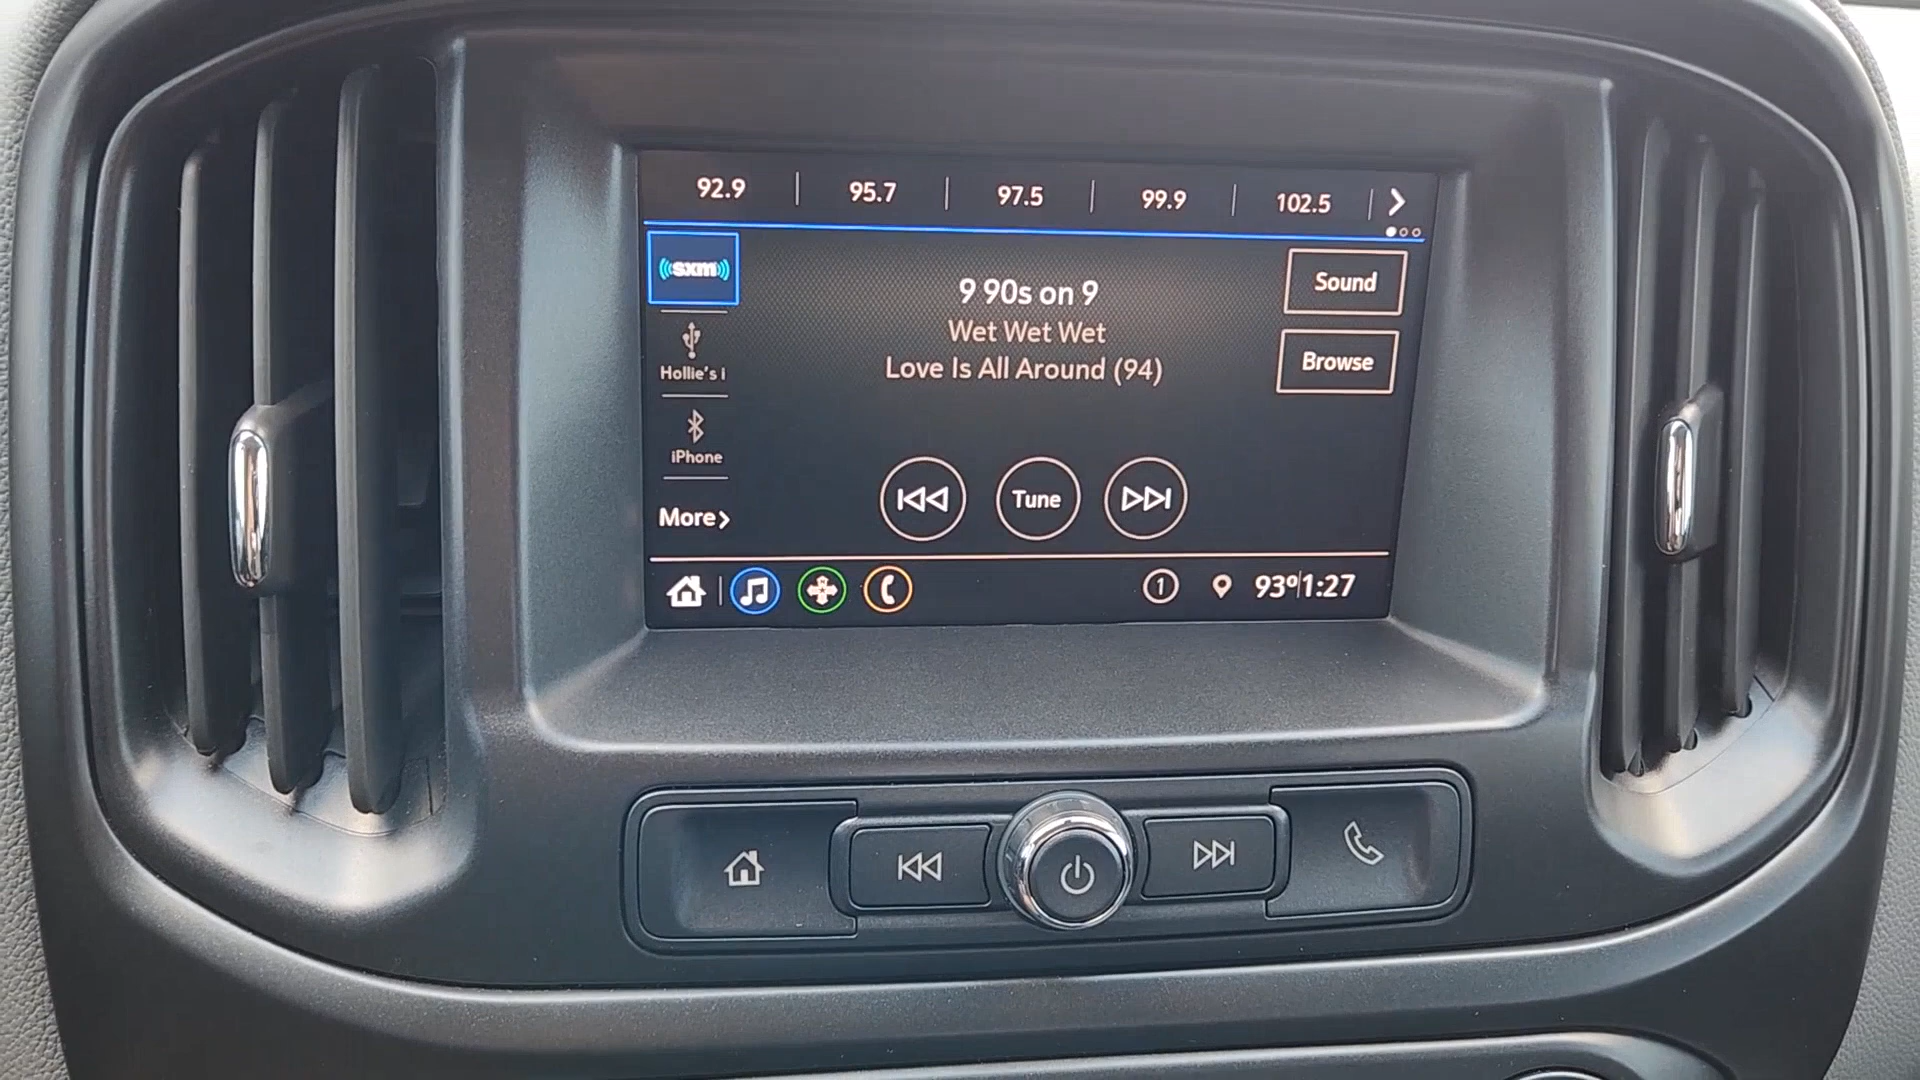 92.9 95.7 97.5 99.9 102.5
sxm
9 90s on 9
Wet Wet Wet
Love Is All Around (94)
Sound
Browse
Hollie's i
iPhone
More
Tune
1 93° 1:27